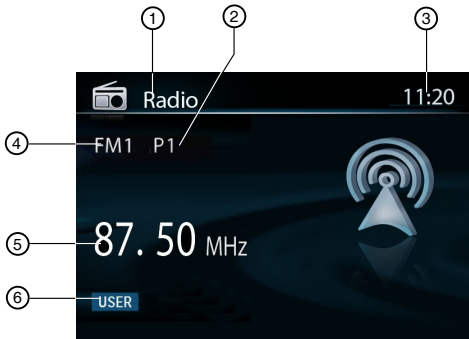 ① ② ③
Radio 11:20
④ FM1 P1
⑤ 87. 50 MHz
⑥ USER